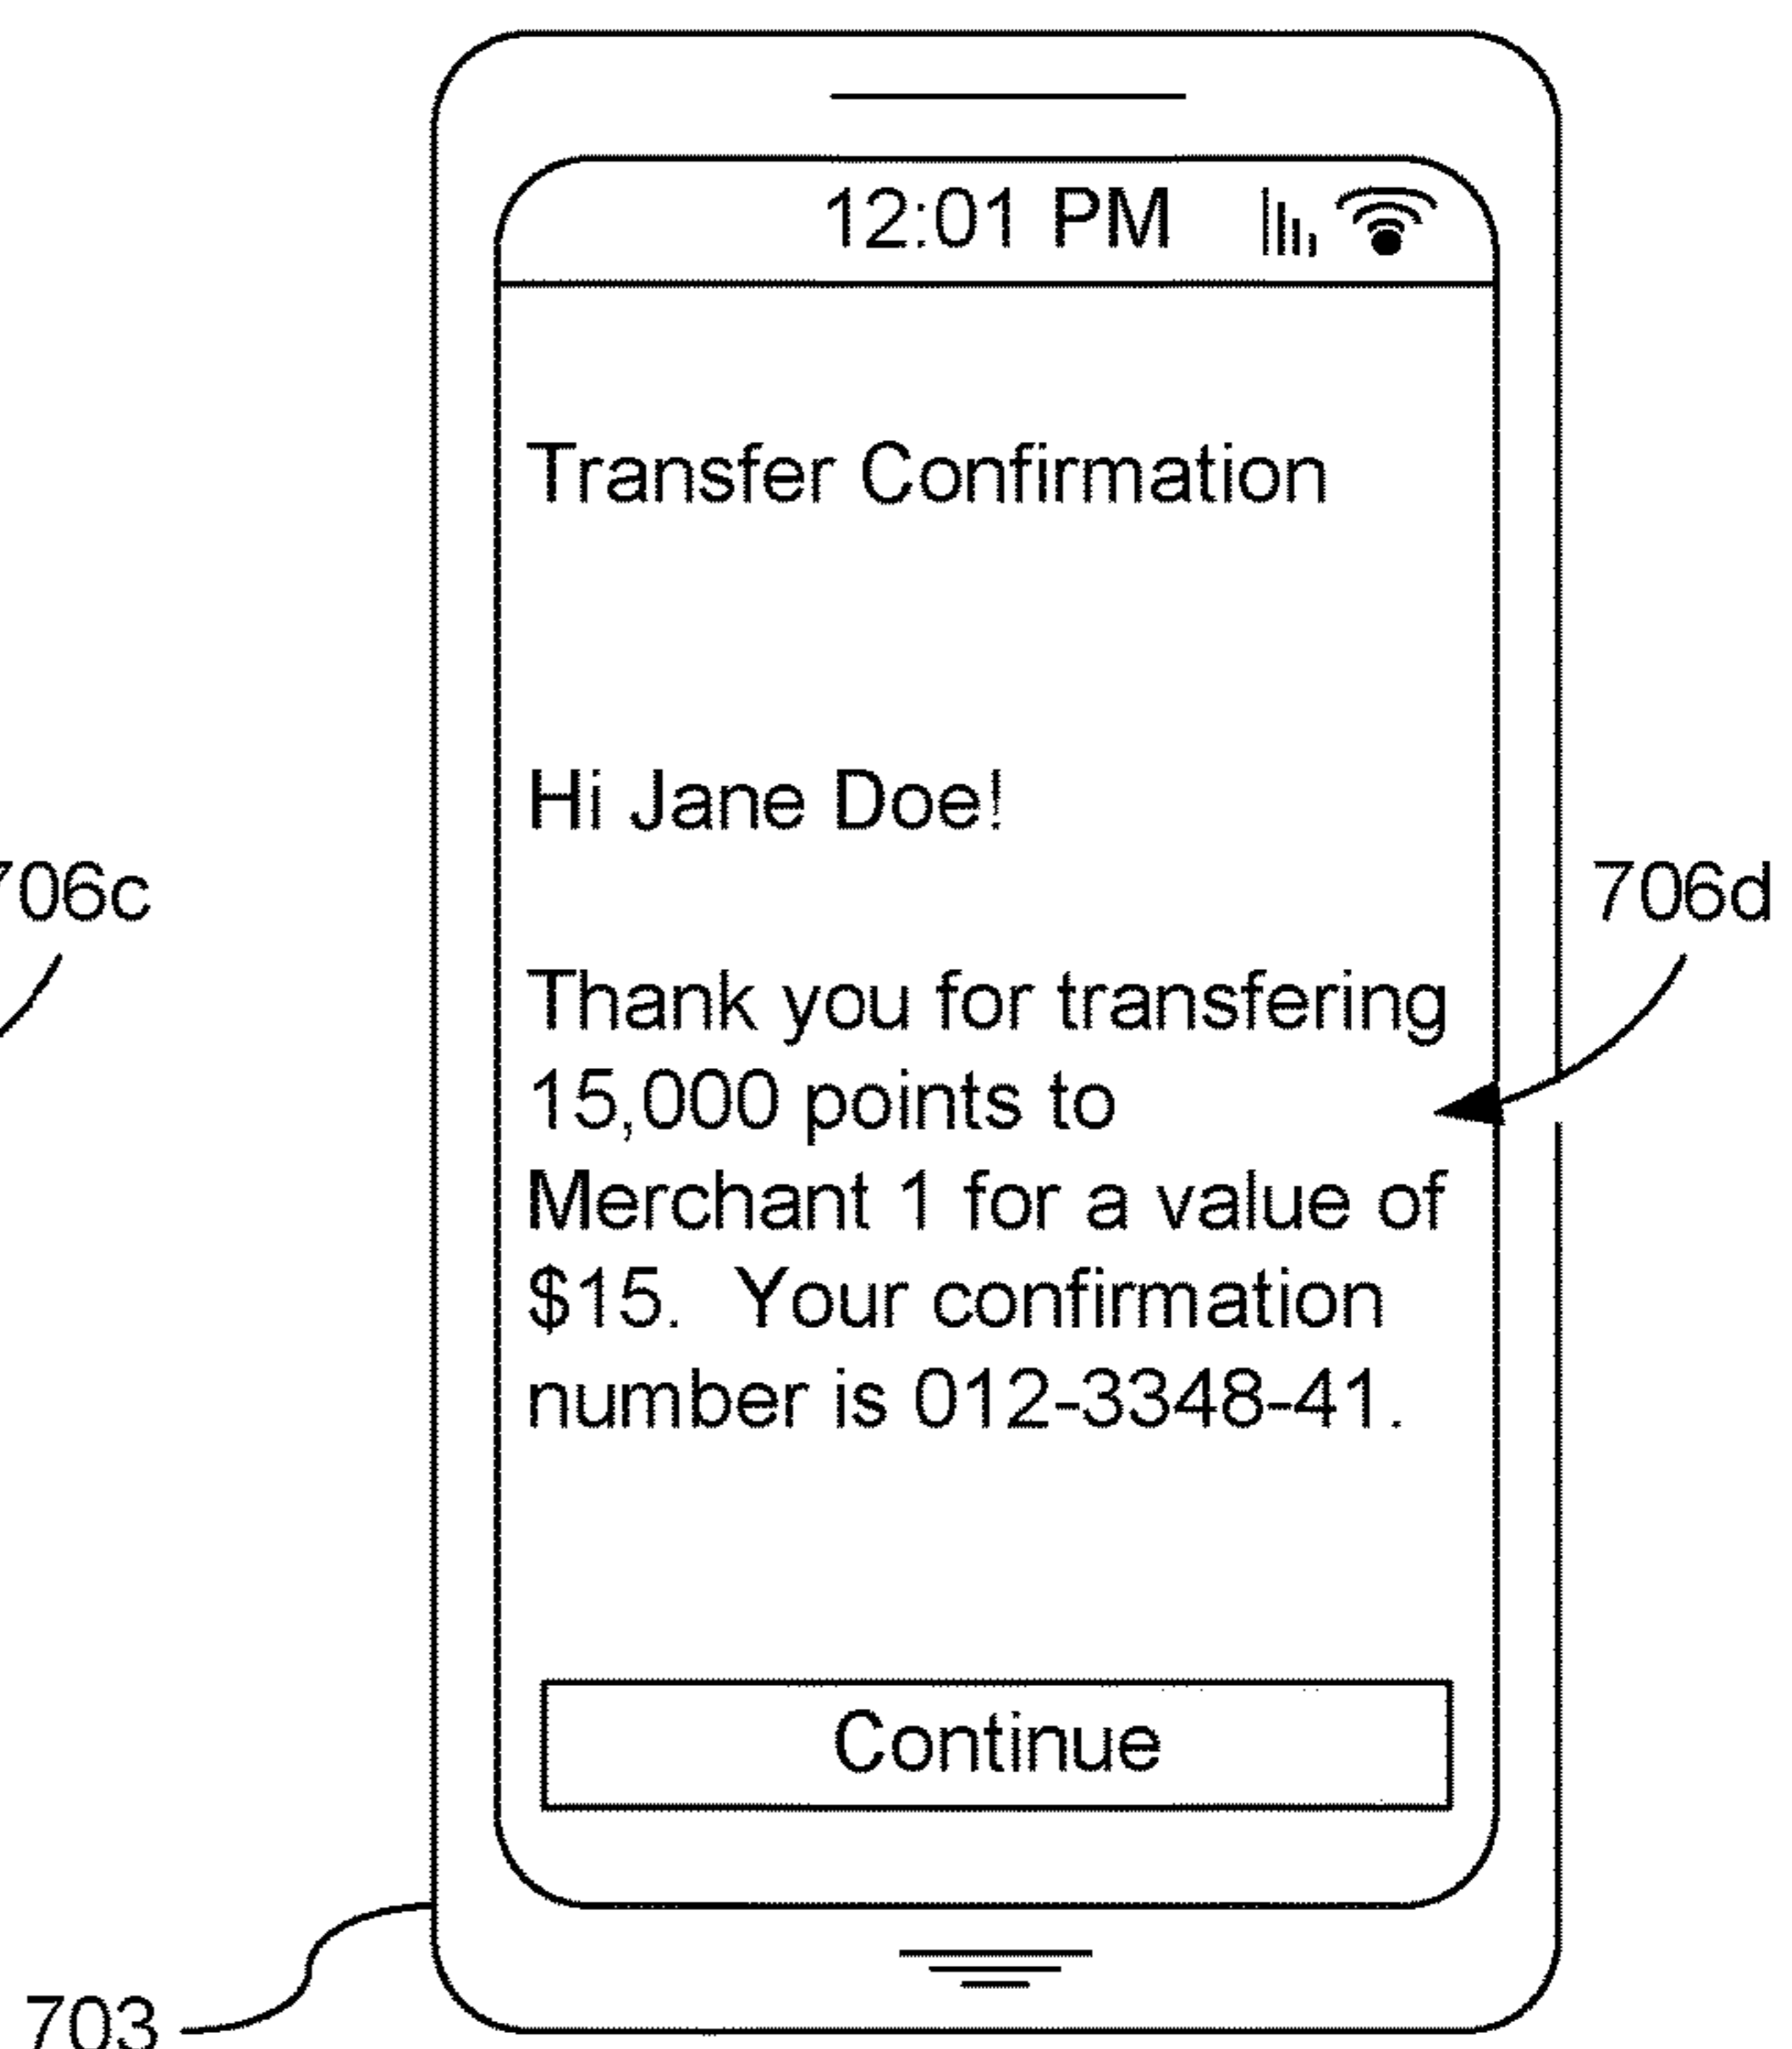 12:01 PM
Transfer Confirmation
Hi Jane Doe!
706c
706d
Thank you for transfering
15,000 points to
Merchant 1 for a value of
$15.  Your confirmation
number is 012-3348-41.
Continue
703